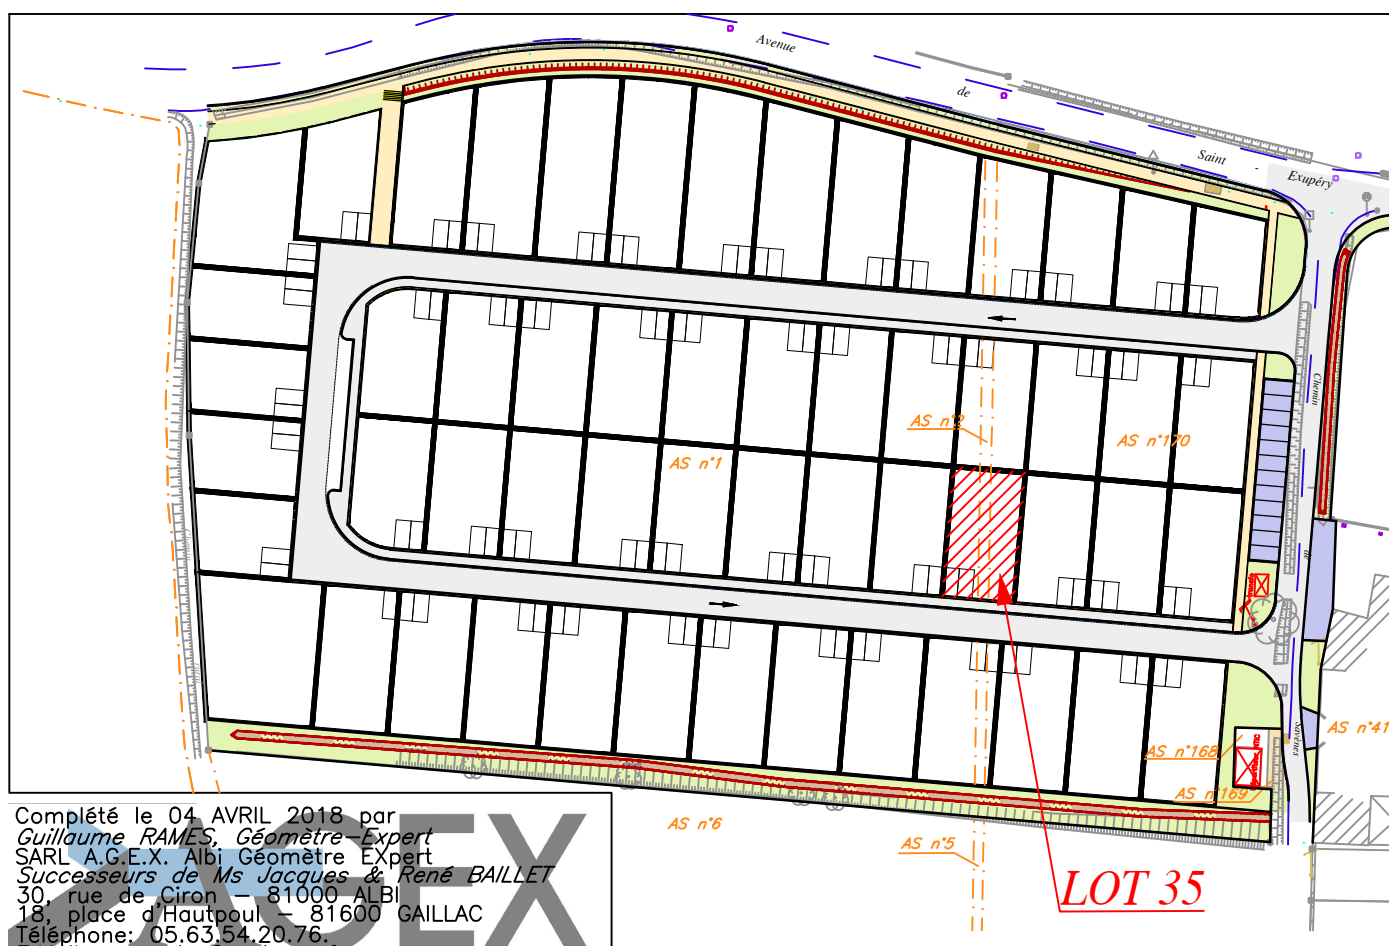 Avenue
de
Saint
-
Exupéry
Chemin
de
Savènes
AS n°2
AS n°170
AS n°1
AS n°41
AS n°168
AS n°169
AS n°6
AS n°5
LOT 35
Complété le 04 AVRIL 2018 par
Guillaume RAMES, Géomètre-Expert
SARL A.G.E.X. Albi Géomètre EXpert
Successeurs de Ms Jacques & René BAILLET
30, rue de Ciron - 81000 ALBI
18, place d'Hautpoul - 81600 GAILLAC
Téléphone: 05.63.54.20.76.
AGEX